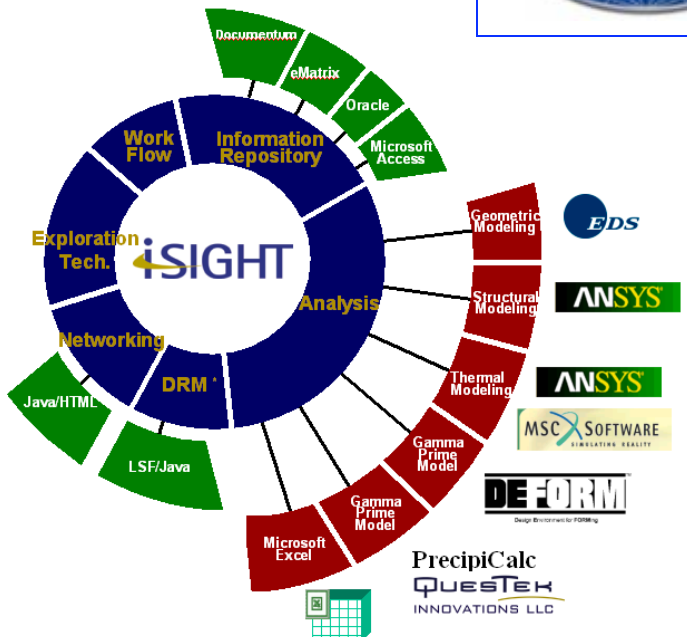 Documentum
eMatrix
Oracle
Microsoft
Access
Work
Flow
Information
Repository
Exploration
Tech.
iSIGHT
Analysis
Networking
DRM *
Java/HTML
LSF/Java
Geometric
Modeling
EDS
Structural
Modeling
ANSYS
Thermal
Modeling
ANSYS
MSC SOFTWARE
SIMULATING REALITY
Gamma
Prime
Model
DEFORM
Design Environment for FORMing
Gamma
Prime
Model
PrecipiCalc
QUESTEK
INNOVATIONS LLC
Microsoft
Excel
X